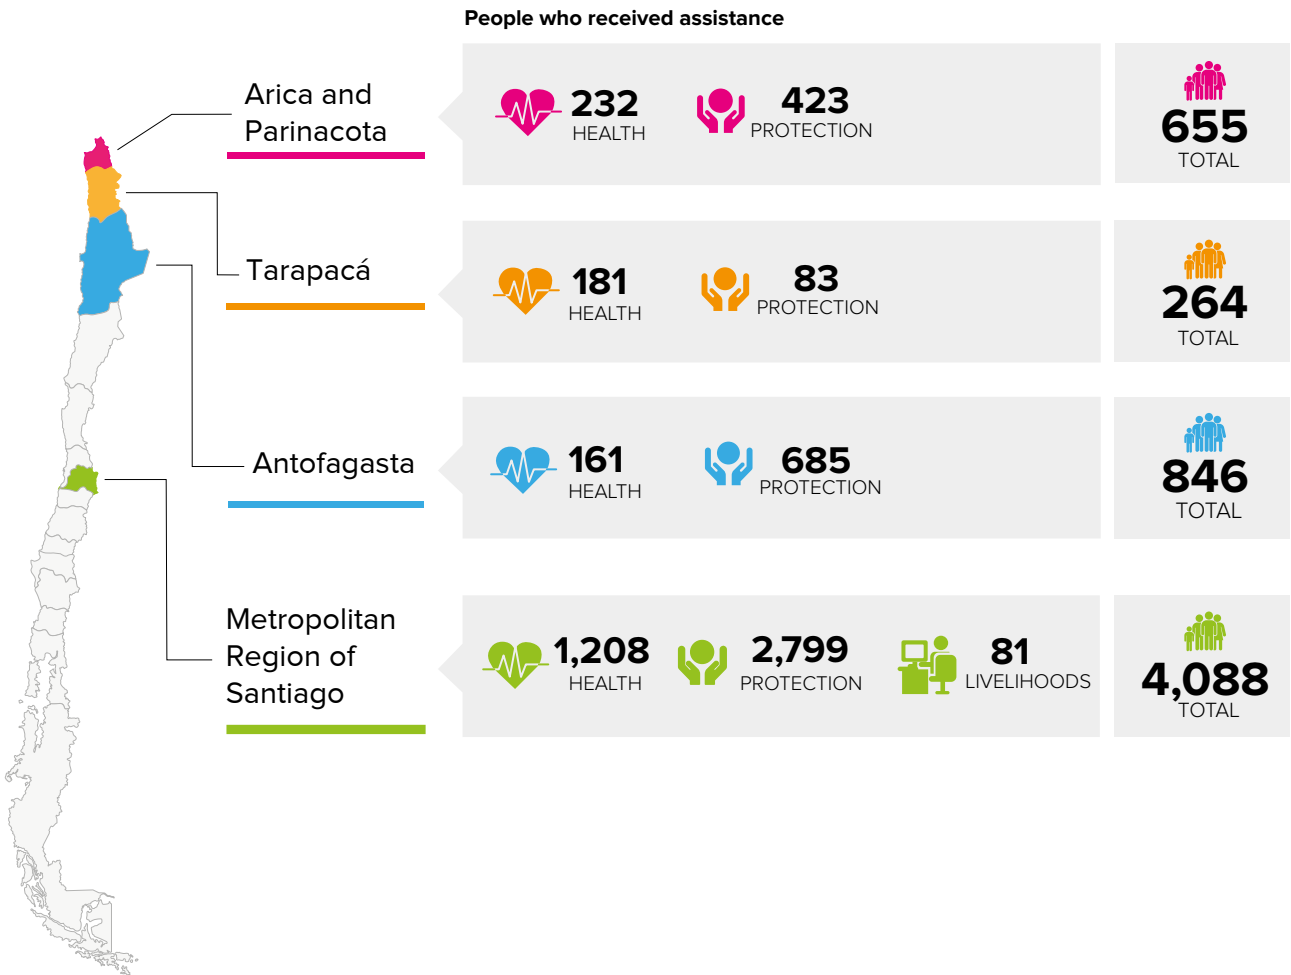 People who received assistance
Arica and
Parinacota
232
HEALTH
423
PROTECTION
655
TOTAL
Tarapacá
181
HEALTH
83
PROTECTION
264
TOTAL
Antofagasta
161
HEALTH
685
PROTECTION
846
TOTAL
Metropolitan
Region of
Santiago
1,208
HEALTH
2,799
PROTECTION
81
LIVELIHOODS
4,088
TOTAL